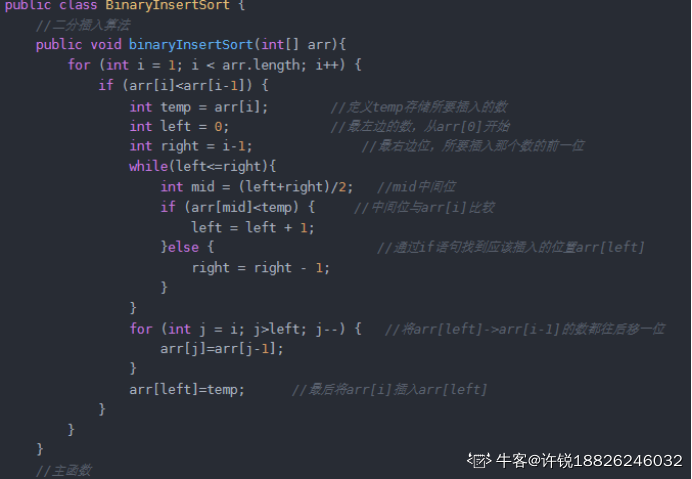 public class BinaryInsertSort {
//二分插入算法
public void binaryInsertSort(int[] arr){
for (int i = 1; i < arr.length; i++) {
if (arr[i]<arr[i-1]) {
int temp = arr[i]; //定义temp存储所要插入的数
int left = 0; //最左边的数，从arr[0]开始
int right = i-1; //最右边位，所要插入那个数的前一位
while(left<=right){
int mid = (left+right)/2; //mid中间位
if (arr[mid]<temp) { //中间位与arr[i]比较
left = left + 1;
}else { //通过if语句找到应该插入的位置arr[left]
right = right - 1;
}
}
for (int j = i; j>left; j--) { //将arr[left]->arr[i-1]的数都往后移一位
arr[j]=arr[j-1];
}
arr[left]=temp; //最后将arr[i]插入arr[left]
}
}
}
//主函数
牛客@许锐18826246032